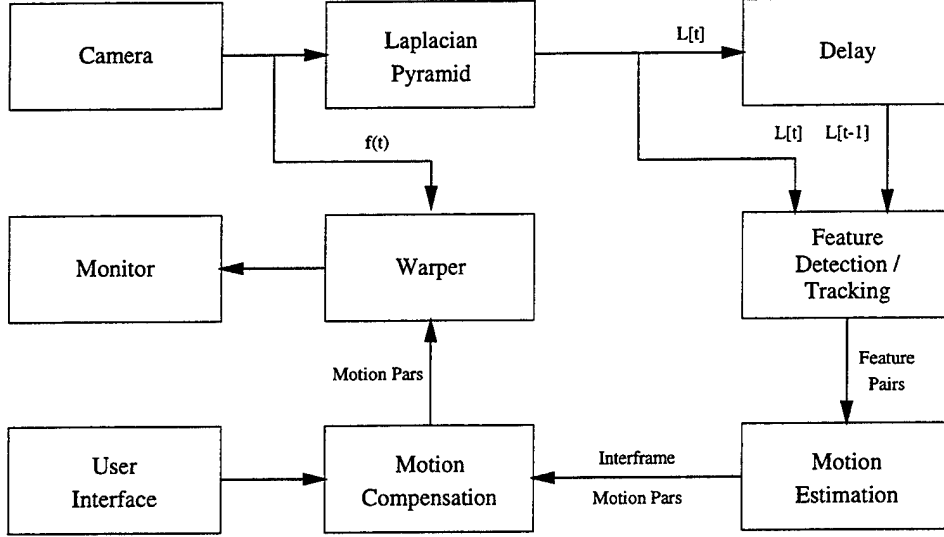 Camera
Laplacian
Pyramid
L[t]
Delay
f(t)
L[t]
L[t-1]
Monitor
Warper
Feature
Detection /
Tracking
Motion Pars
Feature
Pairs
User
Interface
Motion
Compensation
Interframe
Motion Pars
Motion
Estimation